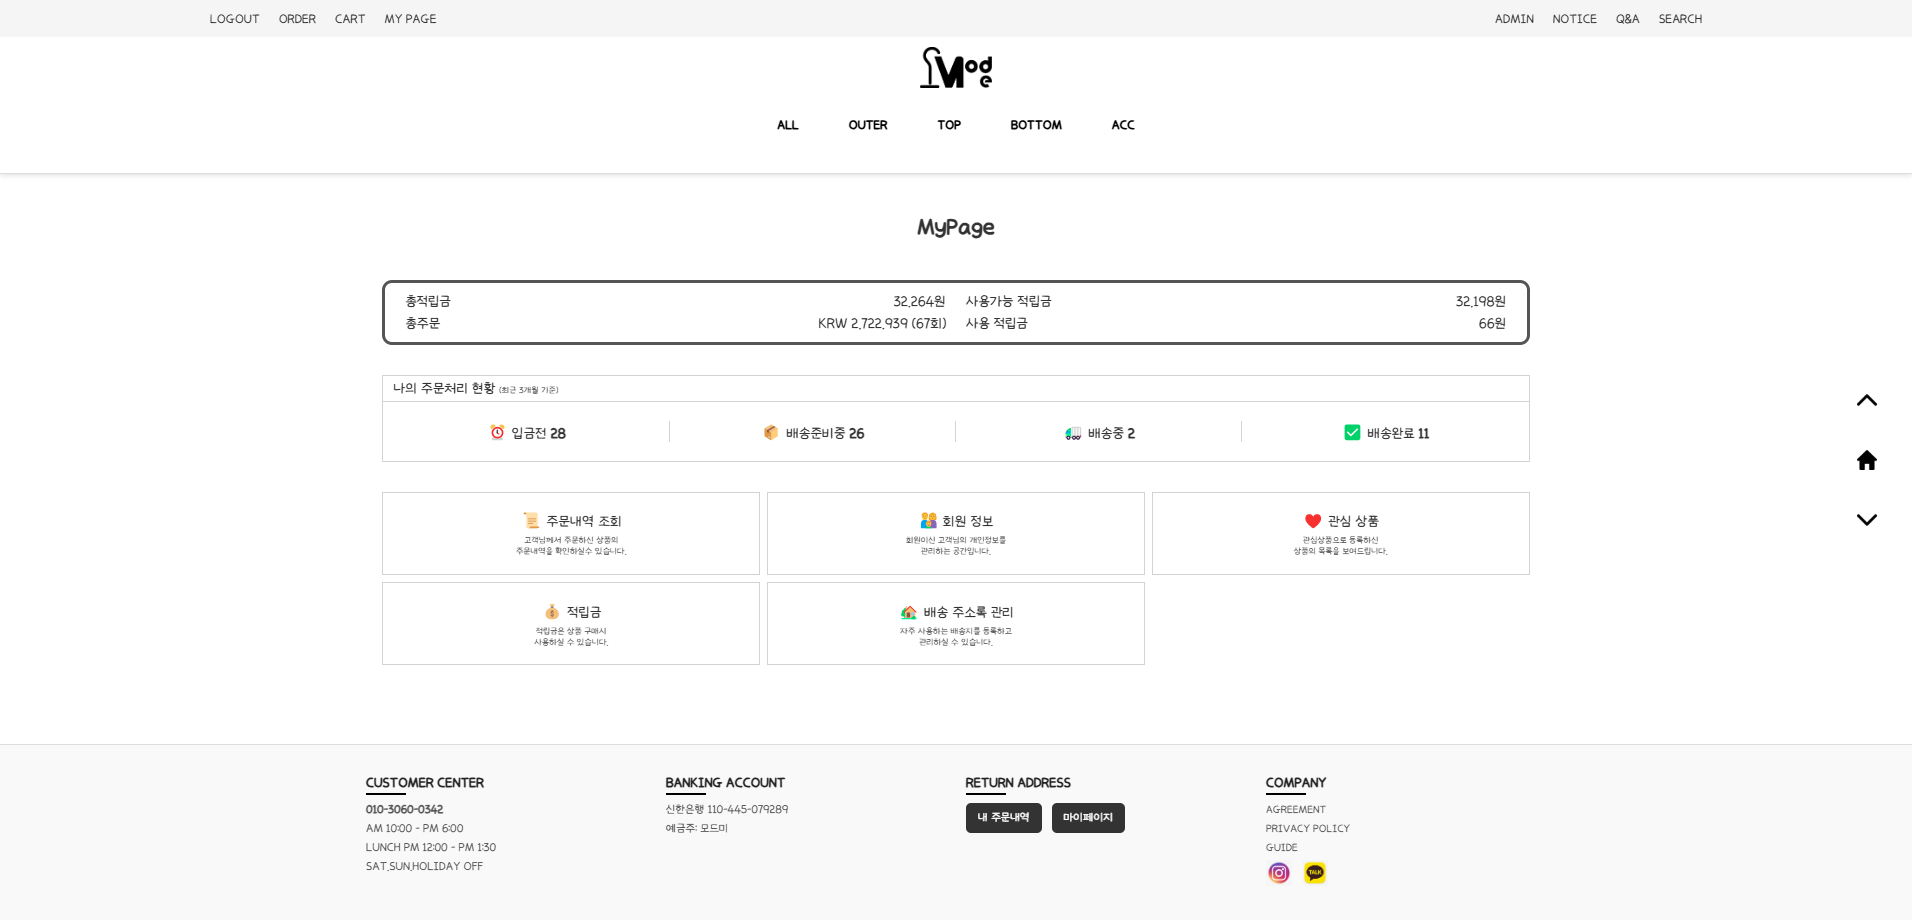 LOGOUT ORDER CART MY PAGE ADMIN NOTICE Q&A SEARCH
Mode
ALL OUTER TOP BOTTOM ACC
MyPage
총적립금 32,264원 사용가능 적립금 32,198원
총주문 KRW 2,722,939 (67회) 사용 적립금 66원
나의 주문처리 현황 (최근 3개월 기준)
입금전 28 배송준비중 26 배송중 2 배송완료 11
주문내역 조회 회원 정보 관심 상품
고객님께서 주문하신 상품의 회원이신 고객님의 개인정보를 관심상품으로 등록하신
주문내역을 확인하실수 있습니다. 관리하는 공간입니다. 상품의 목록을 보여드립니다.
적립금 배송 주소록 관리
적립금은 상품 구매시 자주 사용하는 배송지를 등록하고
사용하실 수 있습니다. 관리하실 수 있습니다.
CUSTOMER CENTER BANKING ACCOUNT RETURN ADDRESS COMPANY
010-3060-0342 신한은행 110-445-079289 내 주문내역 마이페이지 AGREEMENT
AM 10:00 - PM 6:00 예금주: 모드미 PRIVACY POLICY
LUNCH PM 12:00 - PM 1:30 GUIDE
SAT,SUN,HOLIDAY OFF TALK